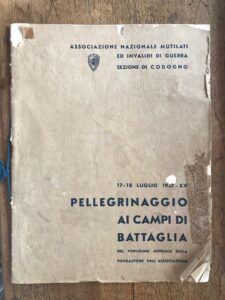 ASSOCIAZIONE NAZIONALE MUTILATI
ED INVALIDI DI GUERRA
SEZIONE DI CODOGNO
17-18 LUGLIO 1937-XV
PELLEGRINAGGIO
AI CAMPI DI
BATTAGLIA
NEL VENTESIMO ANNUALE DELLA
FONDAZIONE DELL'ASSOCIAZIONE